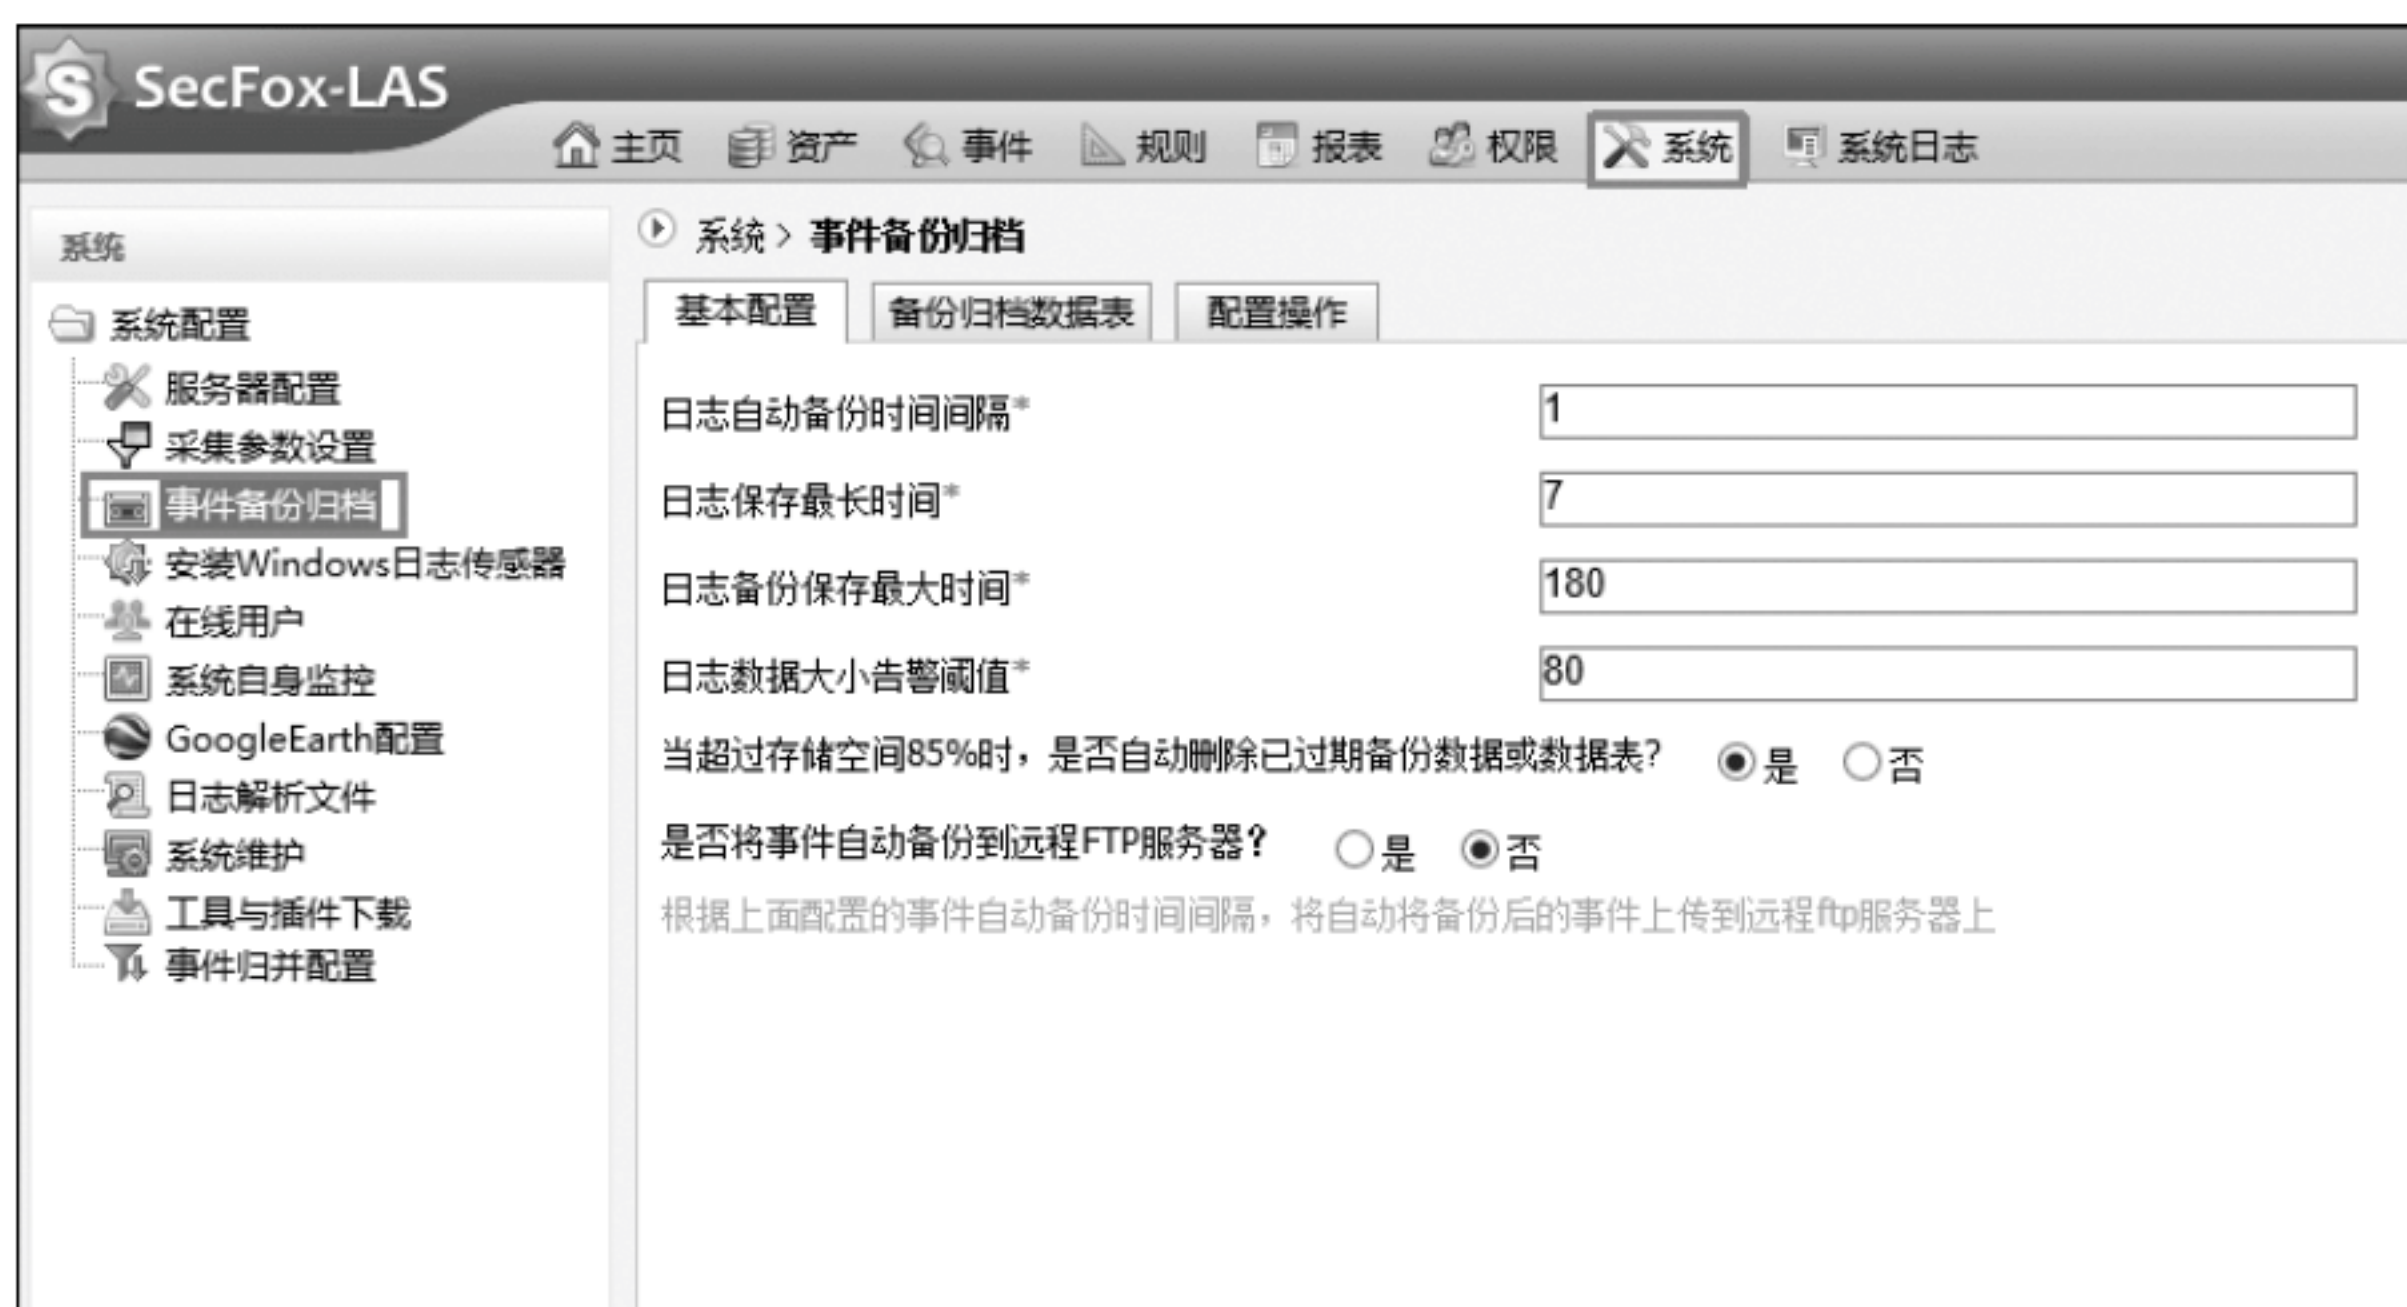 SecFox-LAS
主页 资产 事件 规则 报表 权限 系统 系统日志
系统
系统配置
服务器配置
采集参数设置
事件备份归档
安装Windows日志传感器
在线用户
系统自身监控
GoogleEarth配置
日志解析文件
系统维护
工具与插件下载
事件归并配置
系统 > 事件备份归档
基本配置 备份归档数据表 配置操作
日志自动备份时间间隔* 1
日志保存最长时间* 7
日志备份保存最大时间* 180
日志数据大小告警阈值* 80
当超过存储空间85%时，是否自动删除已过期备份数据或数据表? 是 否
是否将事件自动备份到远程FTP服务器? 是 否
根据上面配置的事件自动备份时间间隔，将自动将备份后的事件上传到远程ftp服务器上